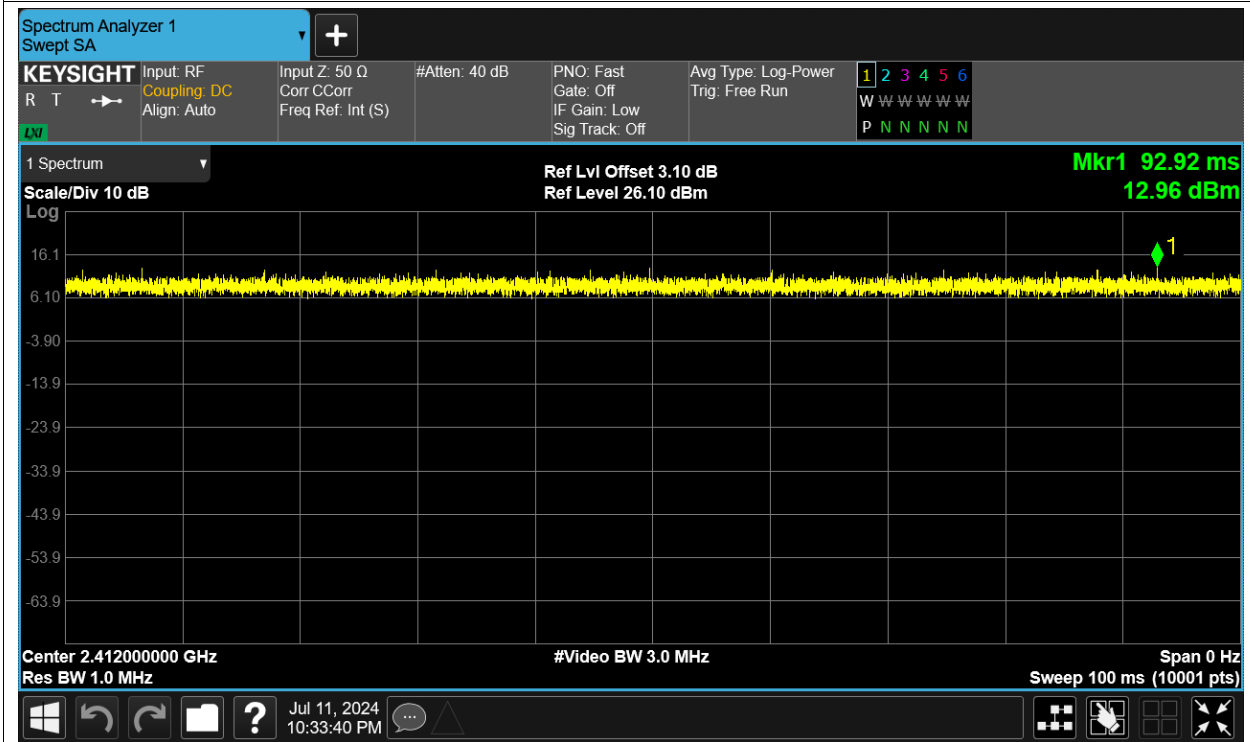 Spectrum Analyzer 1
Swept SA
+
KEYSIGHT
R T
LXI
Input: RF
Coupling: DC
Align: Auto
Input Z: 50 Ω
Corr CCorr
Freq Ref: Int (S)
#Atten: 40 dB
PNO: Fast
Gate: Off
IF Gain: Low
Sig Track: Off
Avg Type: Log-Power
Trig: Free Run
1 2 3 4 5 6
W W W W W W
P N N N N N
1 Spectrum
Scale/Div 10 dB
Log
Ref Lvl Offset 3.10 dB
Ref Level 26.10 dBm
Mkr1 92.92 ms
12.96 dBm
1
16.1
6.10
-3.90
-13.9
-23.9
-33.9
-43.9
-53.9
-63.9
Center 2.412000000 GHz
Res BW 1.0 MHz
#Video BW 3.0 MHz
Span 0 Hz
Sweep 100 ms (10001 pts)
?
Jul 11, 2024
10:33:40 PM